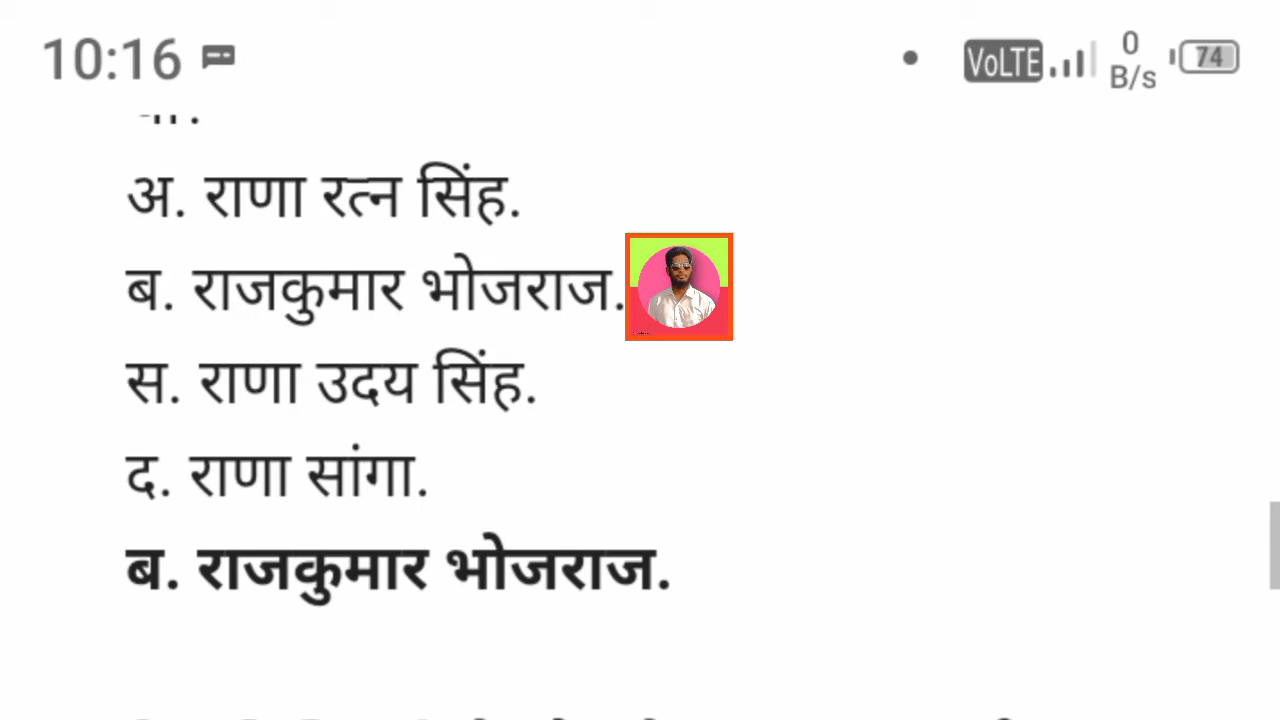 10:16 VoLTE 0 B/s 74
अ. राणा रत्न सिंह.
ब. राजकुमार भोजराज.
स. राणा उदय सिंह.
द. राणा सांगा.
ब. राजकुमार भोजराज.